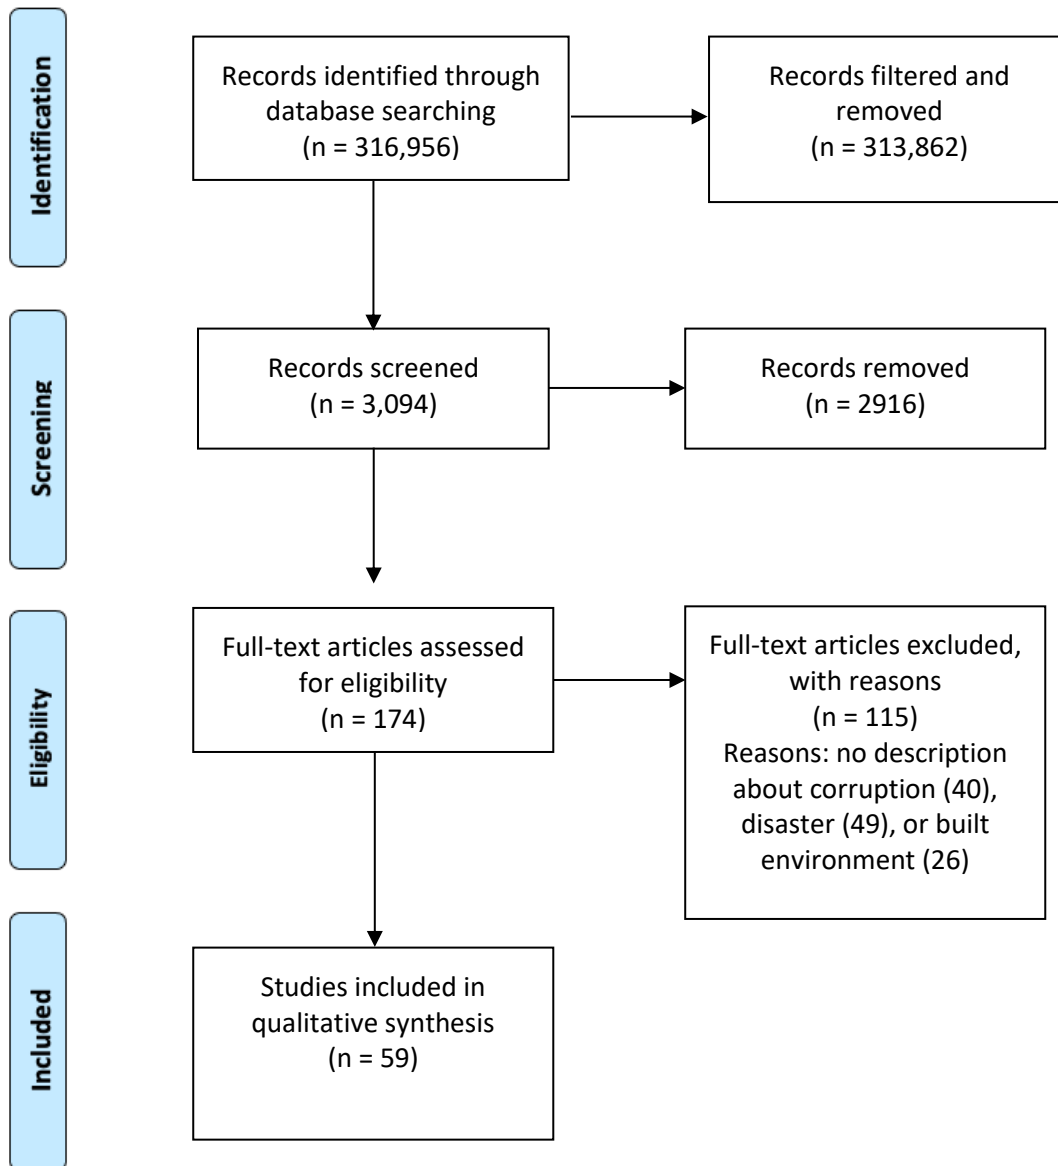 Identification
Records identified through
database searching
(n = 316,956)
Records filtered and
removed
(n = 313,862)
Screening
Records screened
(n = 3,094)
Records removed
(n = 2916)
Eligibility
Full-text articles assessed
for eligibility
(n = 174)
Full-text articles excluded,
with reasons
(n = 115)
Reasons: no description
about corruption (40),
disaster (49), or built
environment (26)
Included
Studies included in
qualitative synthesis
(n = 59)